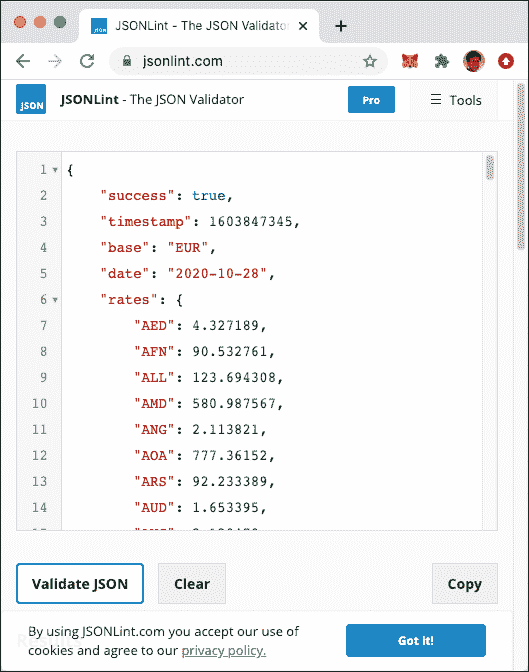 JSON JSONLint - The JSON Validator
jsonlint.com
JSON JSONLint - The JSON Validator Pro Tools
1 {
2 "success": true,
3 "timestamp": 1603847345,
4 "base": "EUR",
5 "date": "2020-10-28",
6 "rates": {
7 "AED": 4.327189,
8 "AFN": 90.532761,
9 "ALL": 123.694308,
10 "AMD": 580.987567,
11 "ANG": 2.113821,
12 "AOA": 777.36152,
13 "ARS": 92.233389,
14 "AUD": 1.653395,
Validate JSON Clear Copy
By using JSONLint.com you accept our use of
cookies and agree to our privacy policy.
Got it!